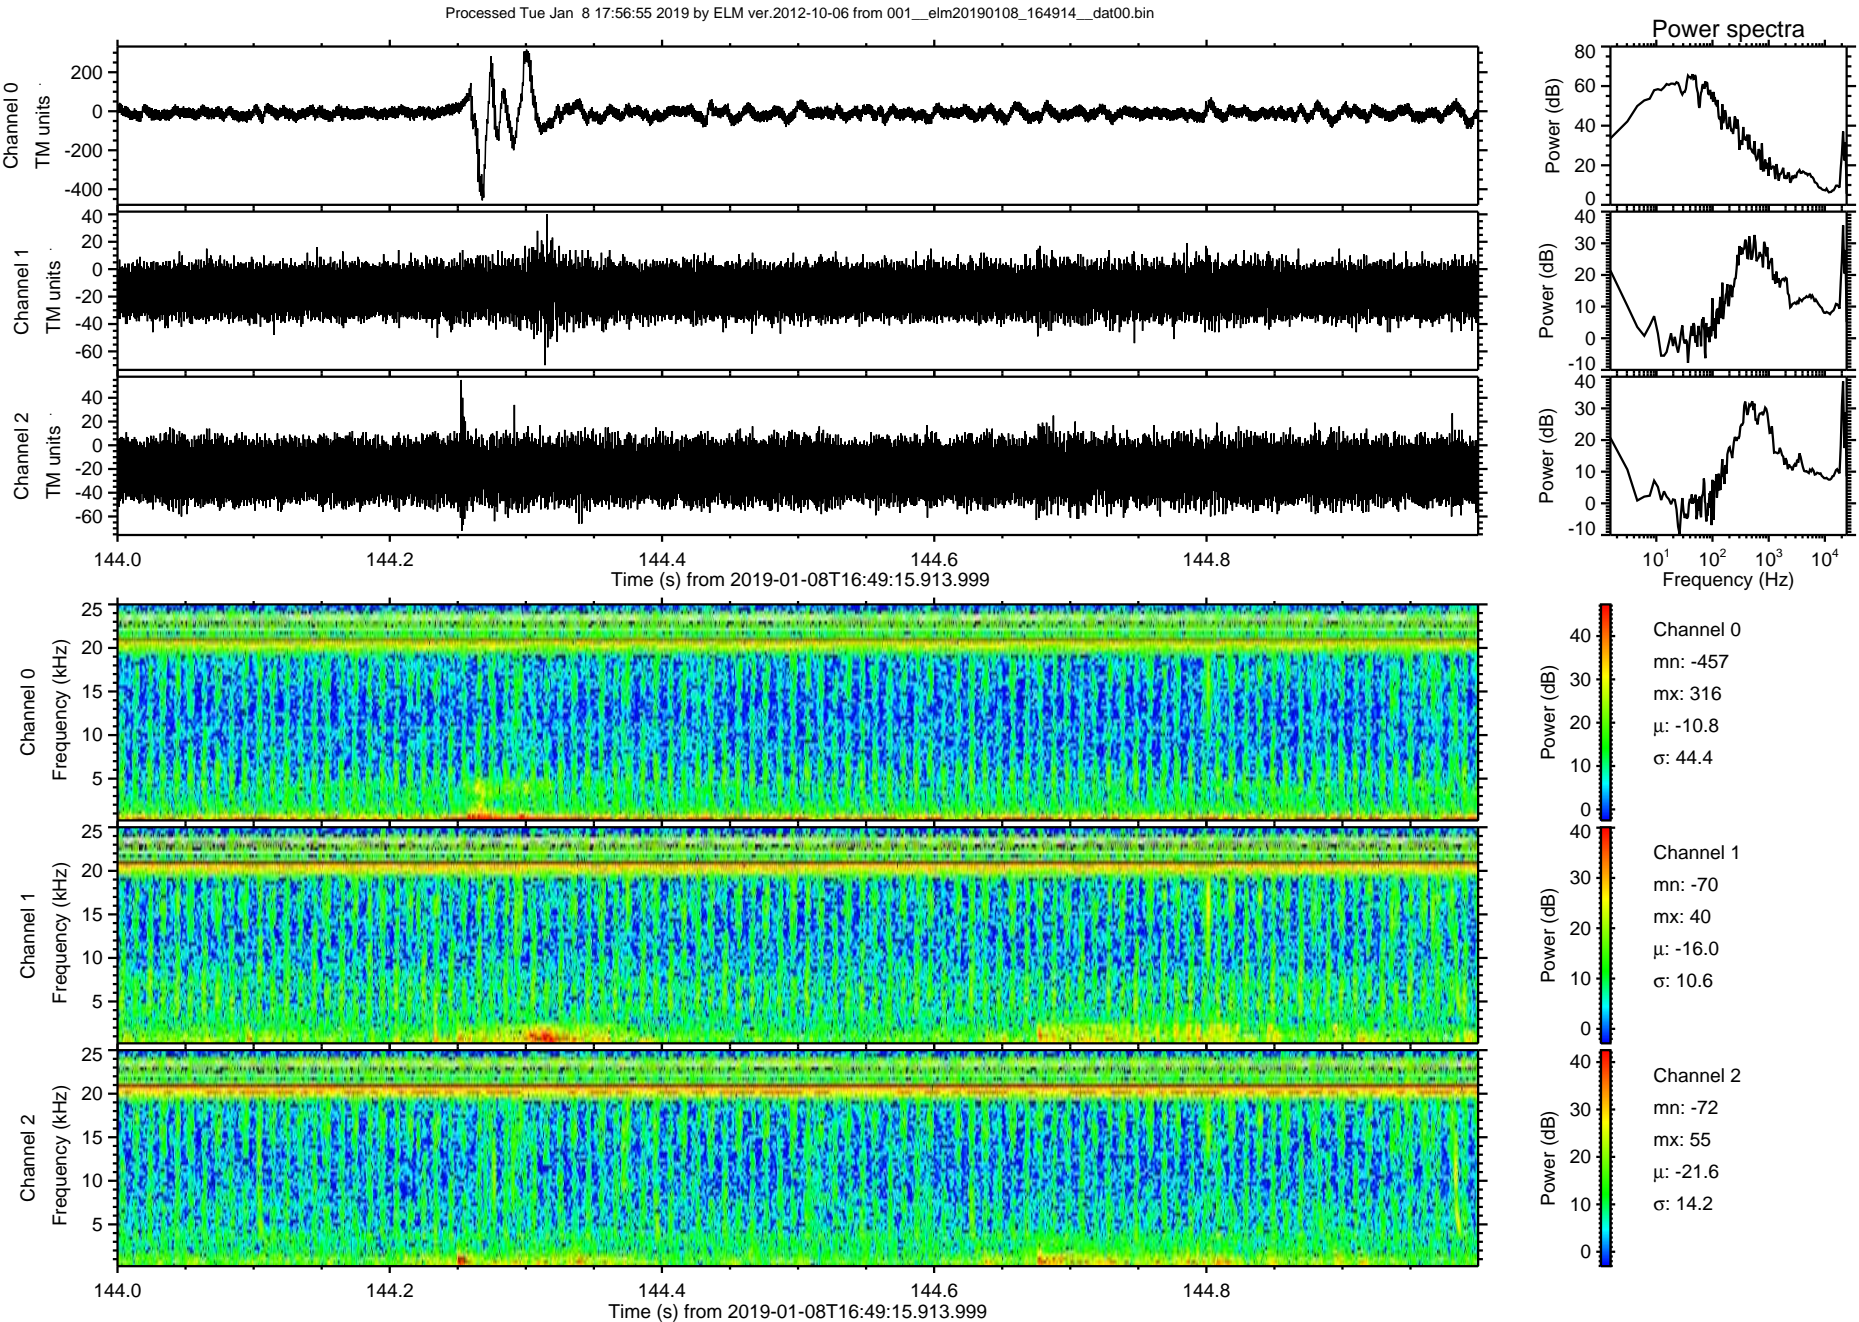 Processed Tue Jan  8 17:56:55 2019 by ELM ver.2012-10-06 from 001__elm20190108_164914__dat00.bin
Power spectra
Channel 0
TM units
200
0
-200
-400
Power (dB)
80
60
40
20
0
Channel 1
TM units
40
20
0
-20
-40
-60
Power (dB)
40
30
20
10
0
-10
Channel 2
TM units
40
20
0
-20
-40
-60
Power (dB)
40
30
20
10
0
-10
144.0 144.2 144.4 144.6 144.8
Time (s) from 2019-01-08T16:49:15.913.999
10¹ 10² 10³ 10⁴
Frequency (Hz)
Channel 0
Frequency (kHz)
25
20
15
10
5
Power (dB)
40
30
20
10
0
Channel 0
mn: -457
mx: 316
μ: -10.8
σ: 44.4
Channel 1
Frequency (kHz)
25
20
15
10
5
Power (dB)
40
30
20
10
0
Channel 1
mn: -70
mx: 40
μ: -16.0
σ: 10.6
Channel 2
Frequency (kHz)
25
20
15
10
5
Power (dB)
40
30
20
10
0
Channel 2
mn: -72
mx: 55
μ: -21.6
σ: 14.2
144.0 144.2 144.4 144.6 144.8
Time (s) from 2019-01-08T16:49:15.913.999